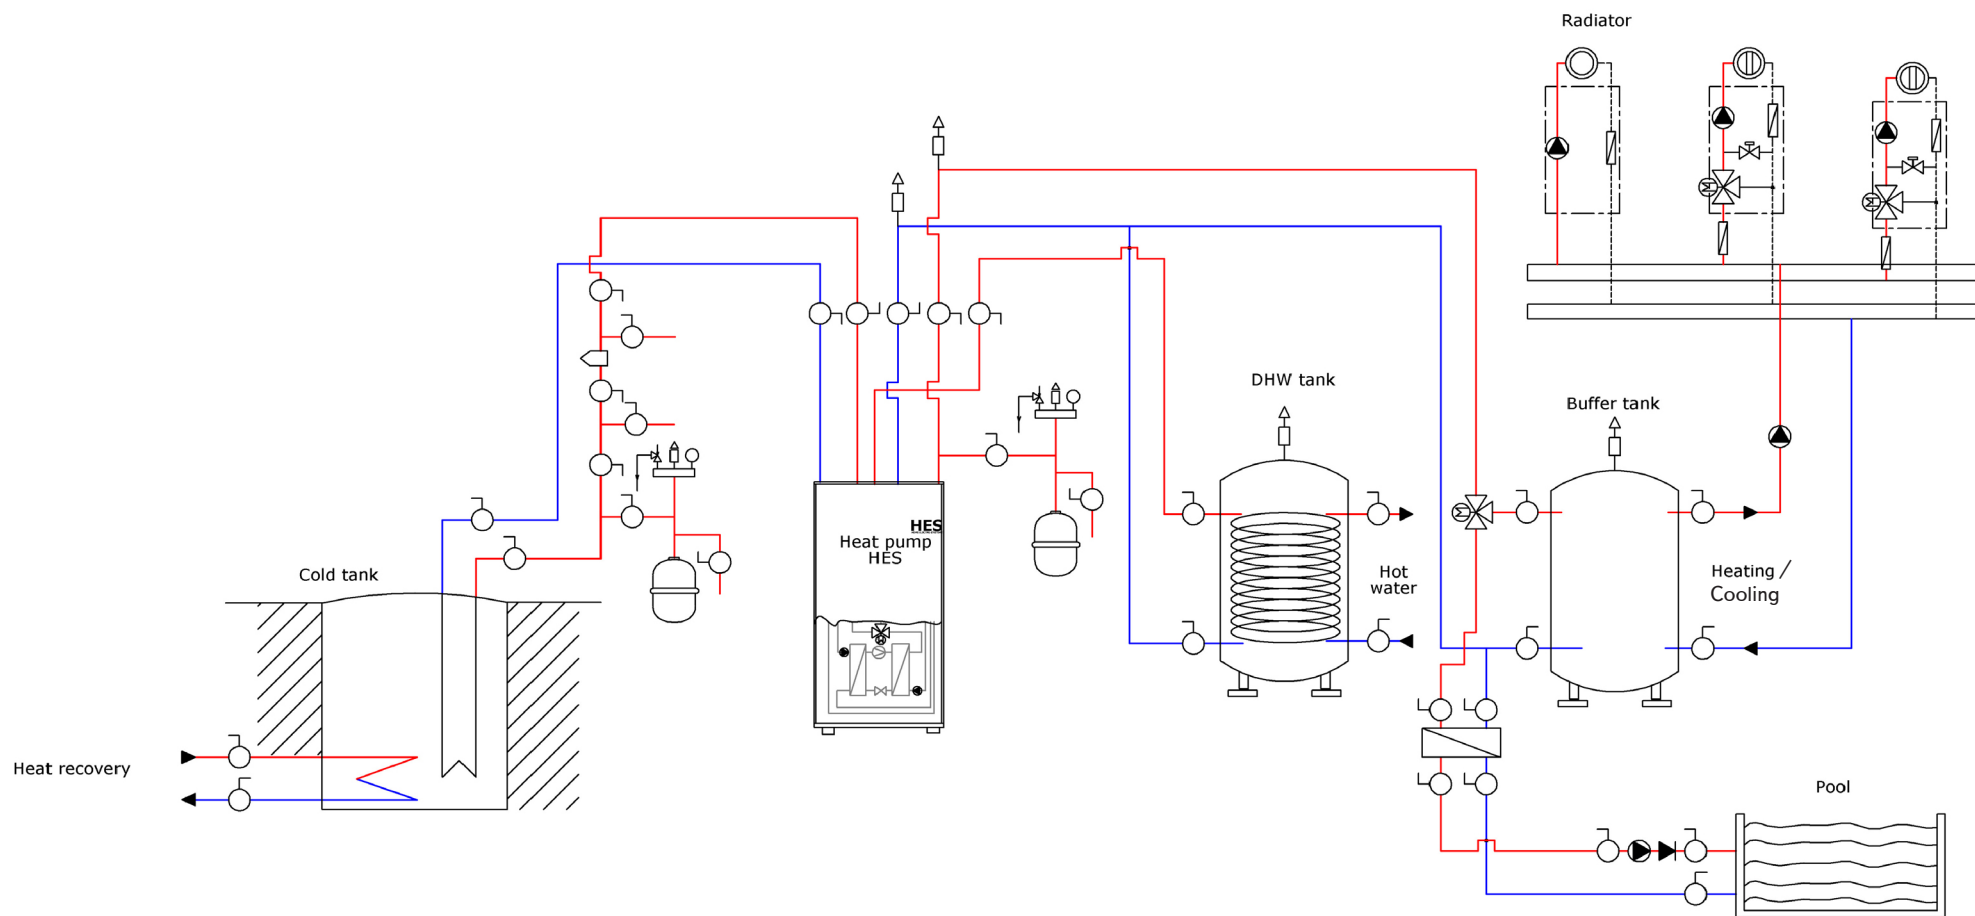 Radiator
DHW tank
Buffer tank
HES
Heat pump
HES
Cold tank
Hot
water
Heating /
Cooling
Heat recovery
Pool